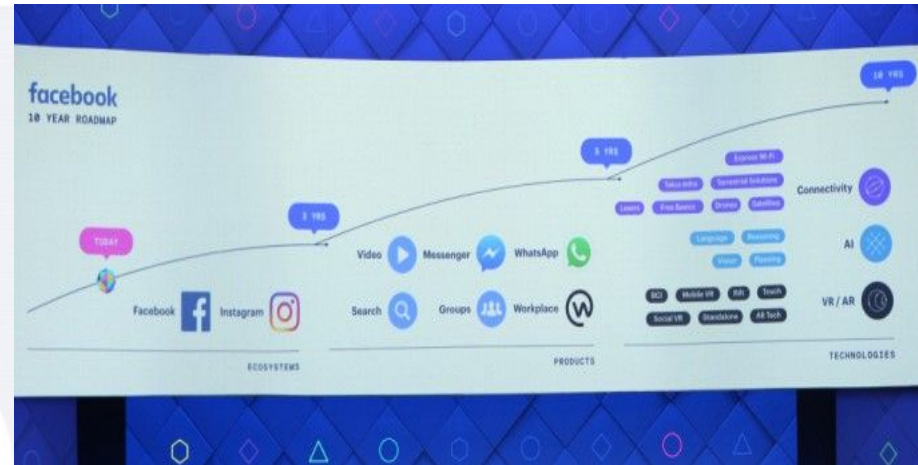 facebook
10 YEAR ROADMAP
TODAY
3 YRS
5 YRS
10 YRS
Facebook
Instagram
ECOSYSTEMS
Video
Messenger
WhatsApp
Search
Groups
Workplace
PRODUCTS
Express Wi-Fi
Telco Infra
Terrestrial Solutions
Lasers
Free Basics
Drones
Satellites
Connectivity
Language
Reasoning
Vision
Planning
AI
BCI
Mobile VR
Rift
Touch
Social VR
Standalone
AR Tech
VR / AR
TECHNOLOGIES